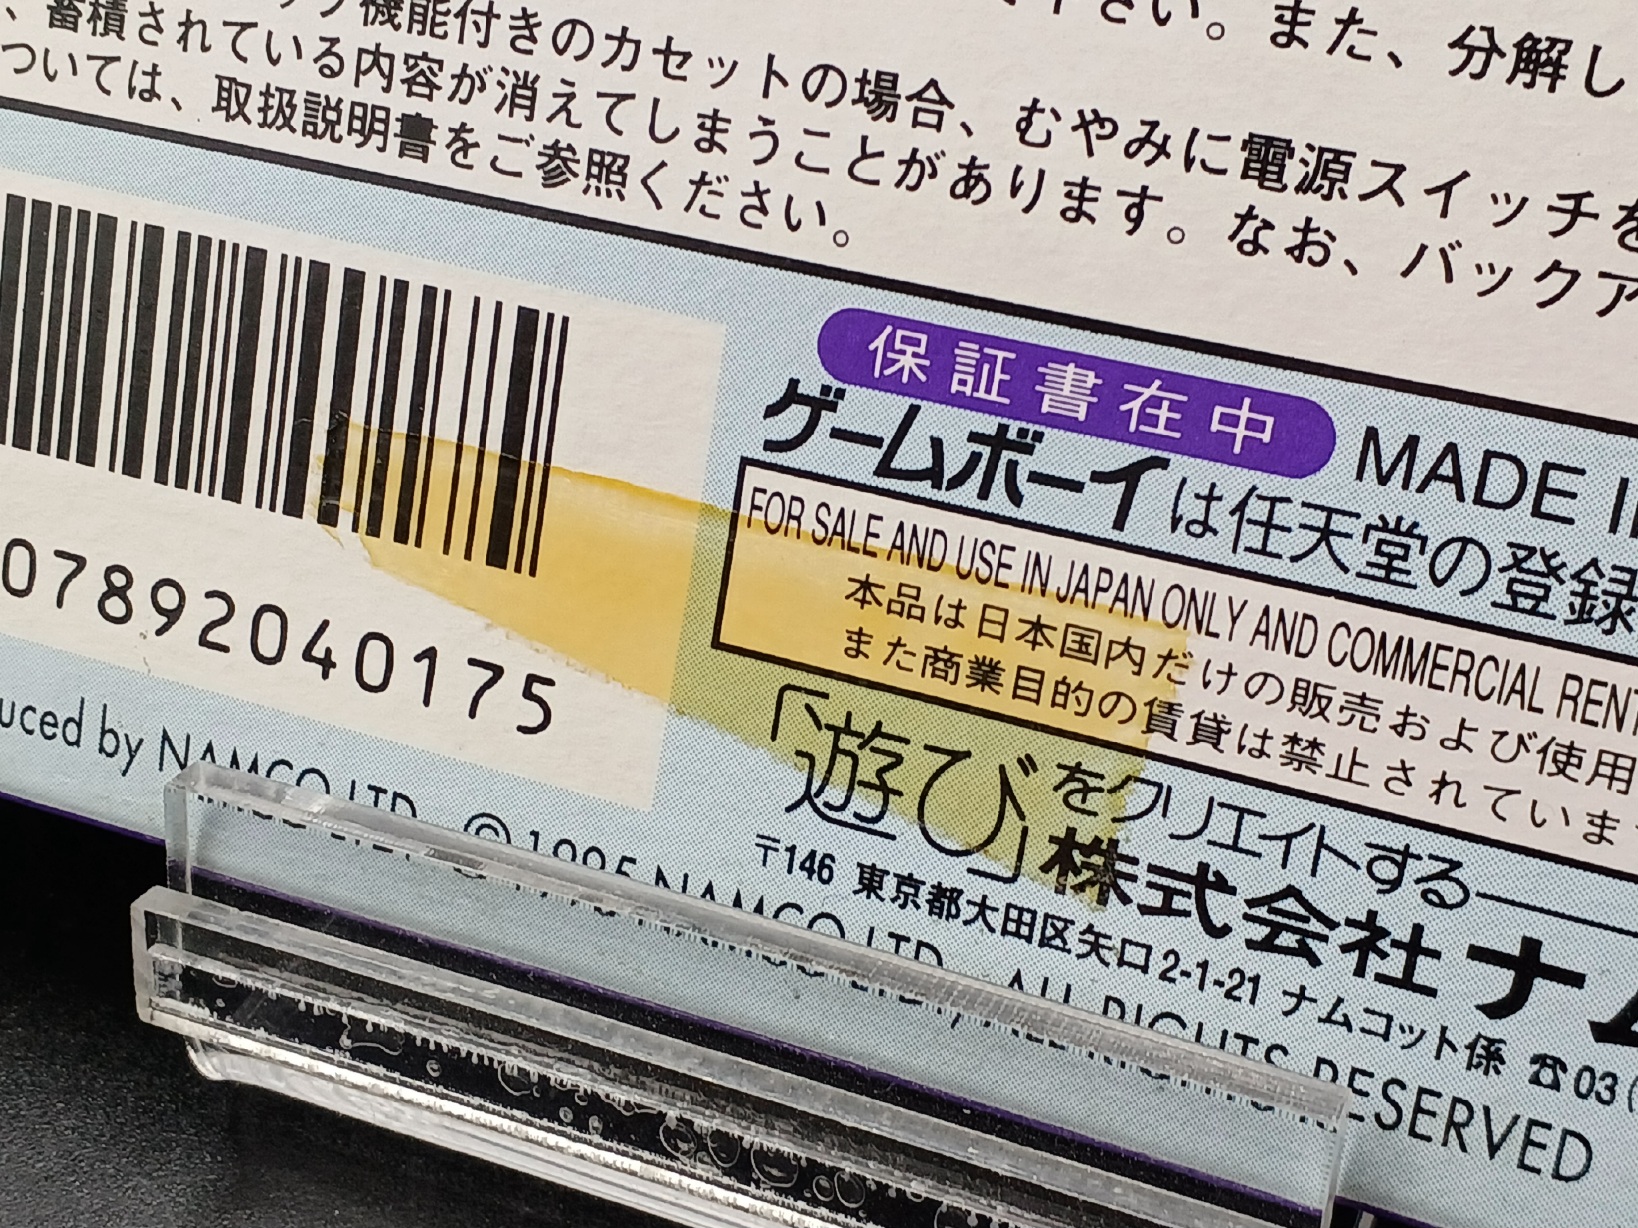 下さい。また、分解し
機能付きのカセットの場合、むやみに電源スイッチを
、蓄積されている内容が消えてしまうことがあります。なお、バックア
ついては、取扱説明書をご参照ください。
保証書在中
MADE I
ゲームボーイは任天堂の登録
FOR SALE AND USE IN JAPAN ONLY AND COMMERCIAL RENT
本品は日本国内だけの販売および使用
また商業目的の賃貸は禁止されていま
07892040175
「遊び」をクリエイトする
株式会社ナム
〒146 東京都大田区矢口2-1-21 ナムコット係 ☎03(
uced by NAMCO LTD. ©1995 NAMCO LTD., ALL RIGHTS RESERVED